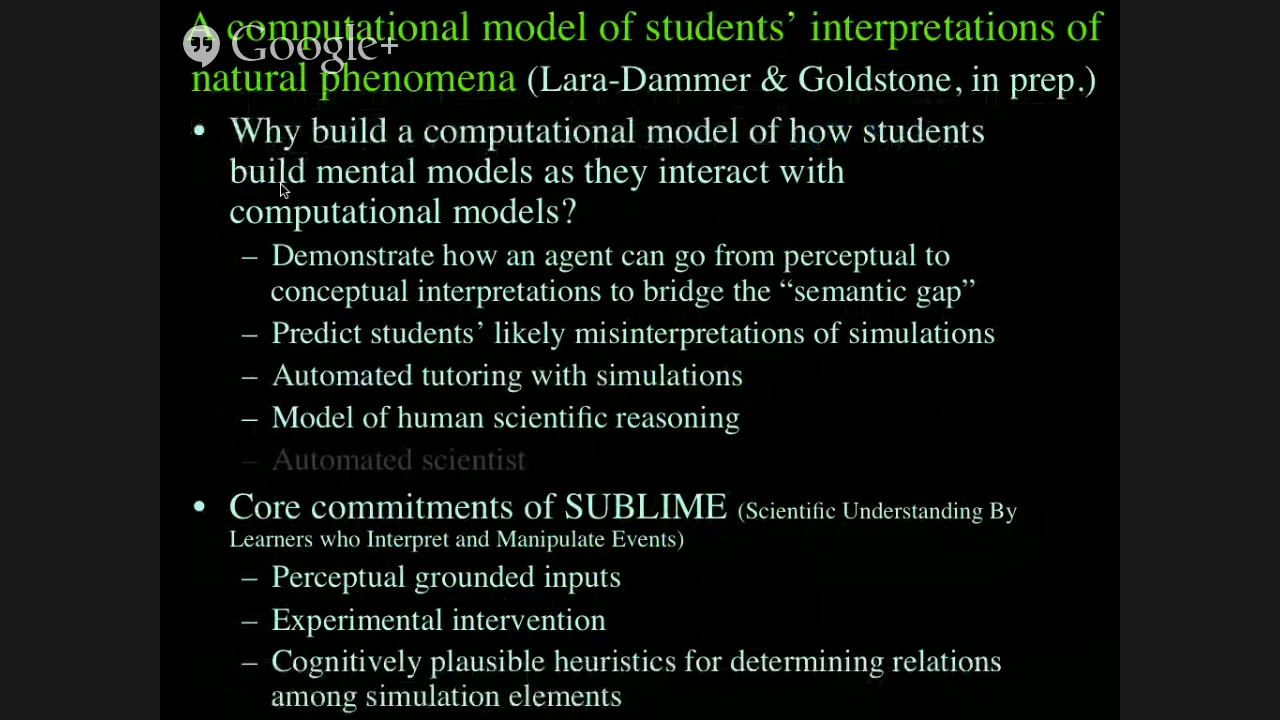 A computational model of students’ interpretations of
Google+
natural phenomena (Lara-Dammer & Goldstone, in prep.)
• Why build a computational model of how students
build mental models as they interact with
computational models?
– Demonstrate how an agent can go from perceptual to
conceptual interpretations to bridge the “semantic gap”
– Predict students’ likely misinterpretations of simulations
– Automated tutoring with simulations
– Model of human scientific reasoning
– Automated scientist
• Core commitments of SUBLIME (Scientific Understanding By
Learners who Interpret and Manipulate Events)
– Perceptual grounded inputs
– Experimental intervention
– Cognitively plausible heuristics for determining relations
among simulation elements